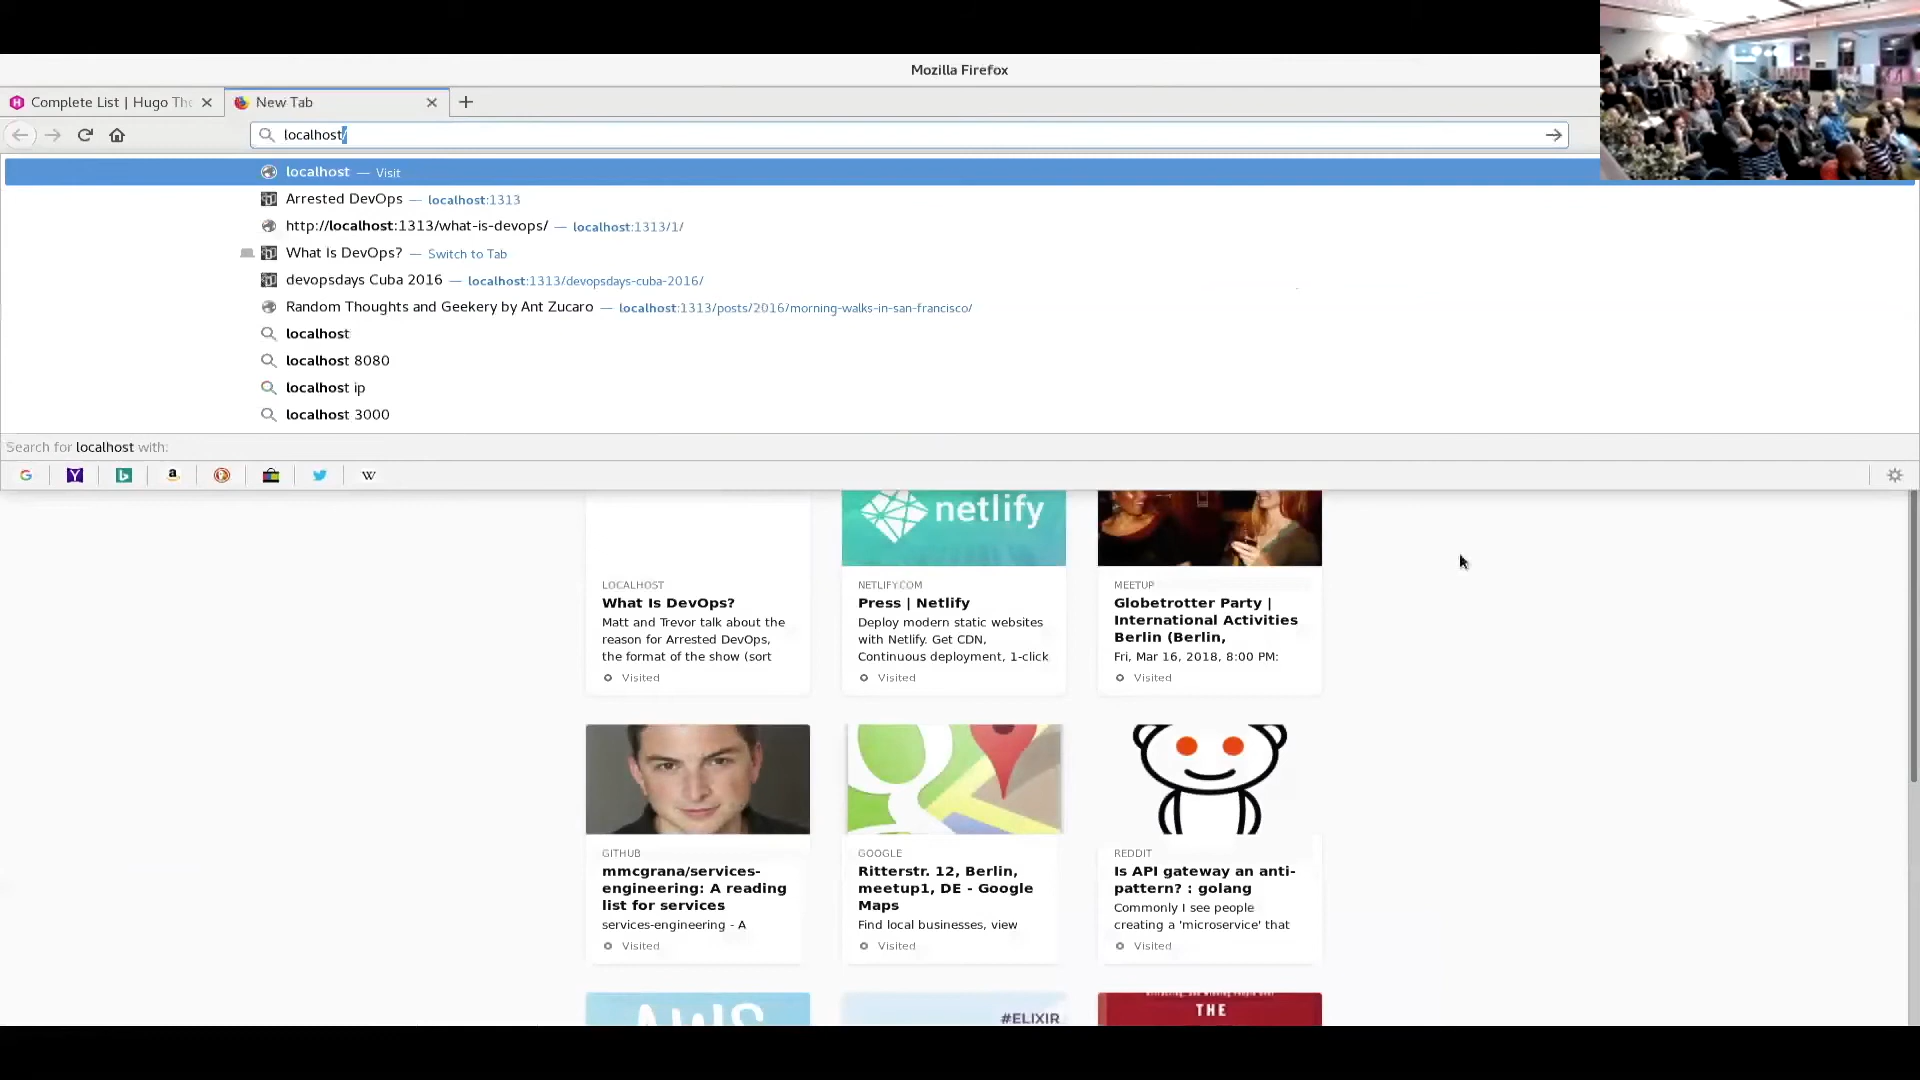 Mozilla Firefox
Complete List | Hugo The
New Tab
localhost/
localhost — Visit
Arrested DevOps — localhost:1313
http://localhost:1313/what-is-devops/ — localhost:1313/1/
What Is DevOps? — Switch to Tab
devopsdays Cuba 2016 — localhost:1313/devopsdays-cuba-2016/
Random Thoughts and Geekery by Ant Zucaro — localhost:1313/posts/2016/morning-walks-in-san-francisco/
localhost
localhost 8080
localhost ip
localhost 3000
Search for localhost with:
netlify
LOCALHOST
What Is DevOps?
Matt and Trevor talk about the
reason for Arrested DevOps,
the format of the show (sort
Visited
NETLIFY.COM
Press | Netlify
Deploy modern static websites
with Netlify. Get CDN,
Continuous deployment, 1-click
Visited
MEETUP
Globetrotter Party |
International Activities
Berlin (Berlin,
Fri, Mar 16, 2018, 8:00 PM:
Visited
GITHUB
mmcgrana/services-
engineering: A reading
list for services
services-engineering - A
Visited
GOOGLE
Ritterstr. 12, Berlin,
meetup1, DE - Google
Maps
Find local businesses, view
Visited
REDDIT
Is API gateway an anti-
pattern? : golang
Commonly I see people
creating a 'microservice' that
Visited
AWS
#ELIXIR
THE